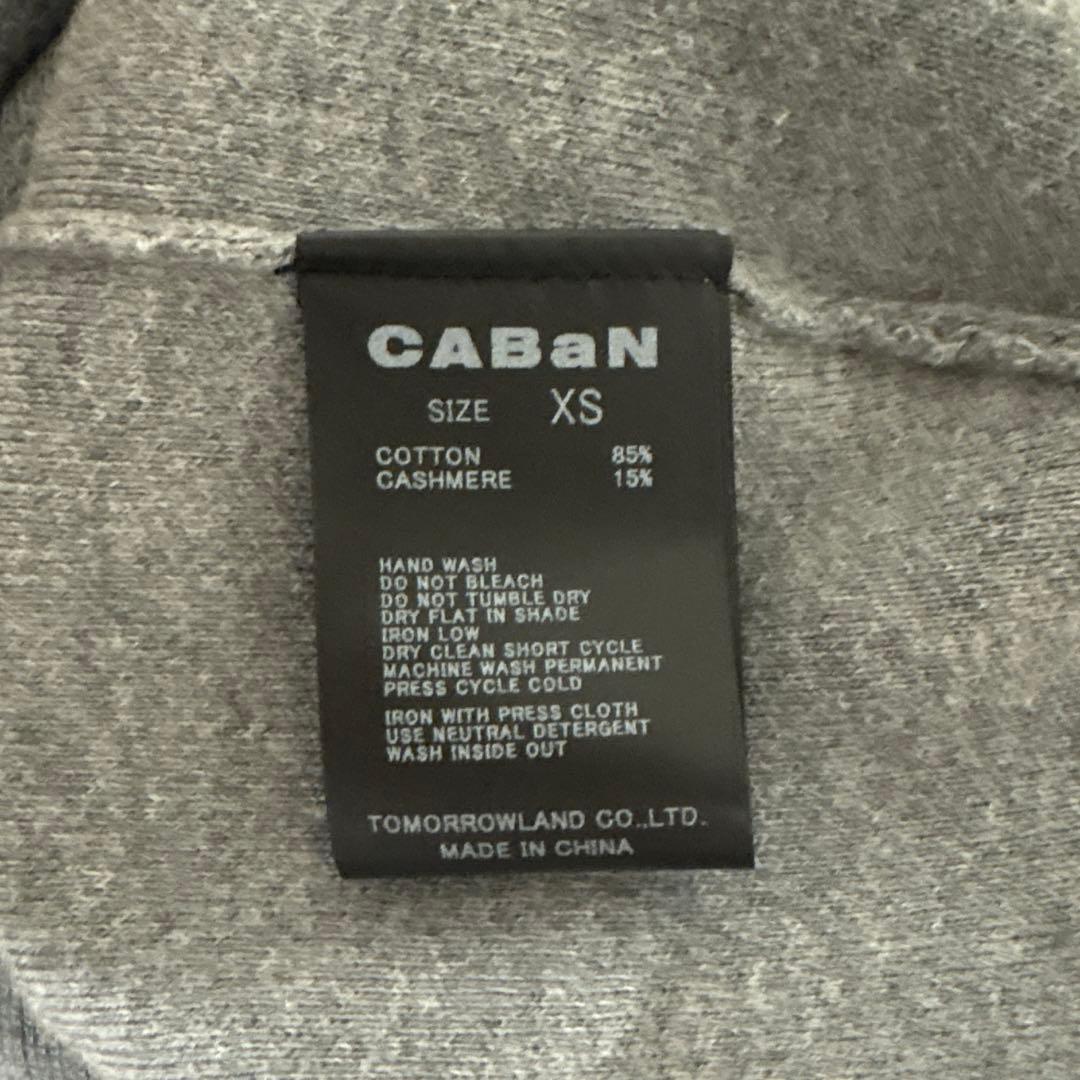 CABaN
SIZE XS
COTTON 85%
CASHMERE 15%
HAND WASH
DO NOT BLEACH
DO NOT TUMBLE DRY
DRY FLAT IN SHADE
IRON LOW
DRY CLEAN SHORT CYCLE
MACHINE WASH PERMANENT
PRESS CYCLE COLD
IRON WITH PRESS CLOTH
USE NEUTRAL DETERGENT
WASH INSIDE OUT
TOMORROWLAND CO.,LTD.
MADE IN CHINA